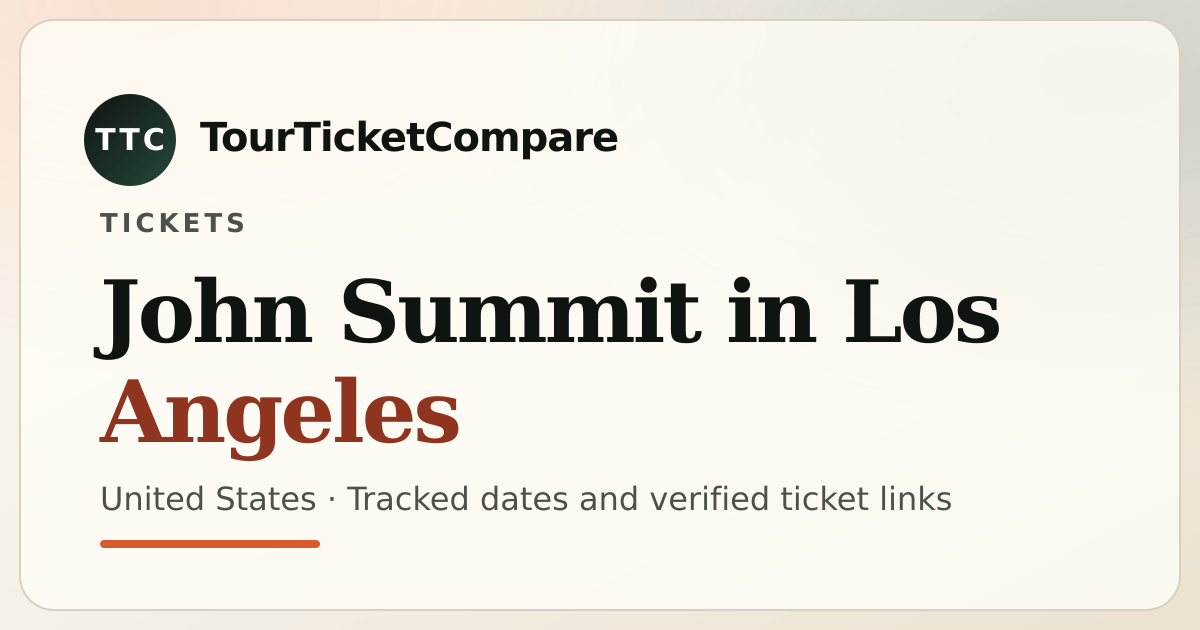 TTC TourTicketCompare
TICKETS
John Summit in Los
Angeles
United States · Tracked dates and verified ticket links